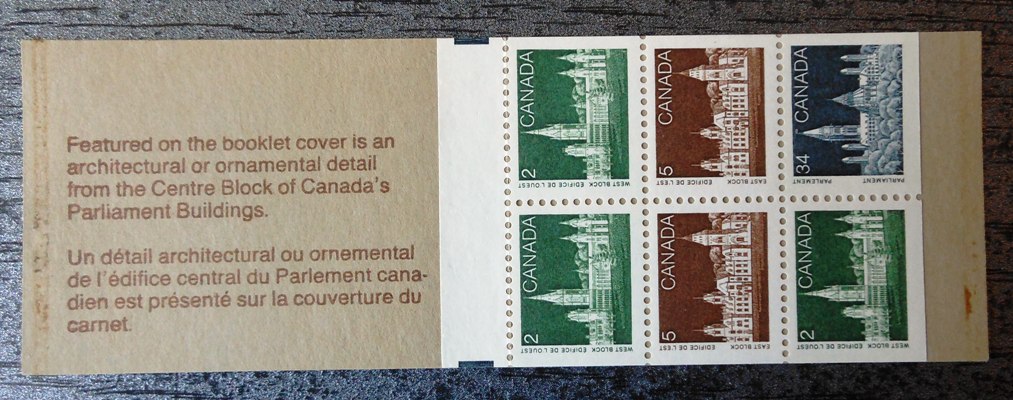 Featured on the booklet cover is an
architectural or ornamental detail
from the Centre Block of Canada's
Parliament Buildings.
Un détail architectural ou ornemental
de l'édifice central du Parlement cana-
dien est présenté sur la couverture du
carnet.
2 CANADA
WEST BLOCK ÉDIFICE DE L'OUEST
5 CANADA
EAST BLOCK ÉDIFICE DE L'EST
34 CANADA
PARLIAMENT PARLEMENT
2 CANADA
WEST BLOCK ÉDIFICE DE L'OUEST
5 CANADA
EAST BLOCK ÉDIFICE DE L'EST
2 CANADA
WEST BLOCK ÉDIFICE DE L'OUEST